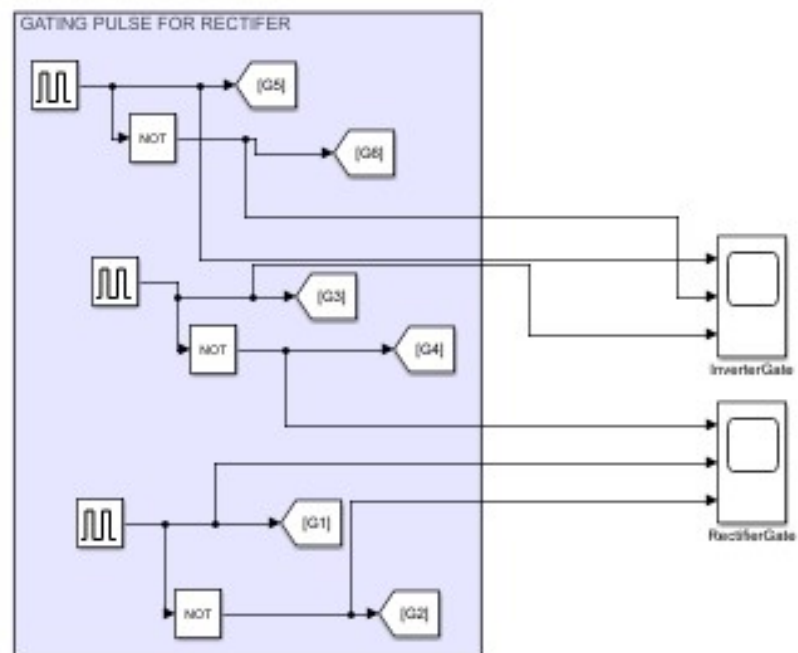 GATING PULSE FOR RECTIFER
[G5]
NOT
[G6]
[G3]
NOT
[G4]
InverterGate
[G1]
RectifierGate
NOT
[G2]